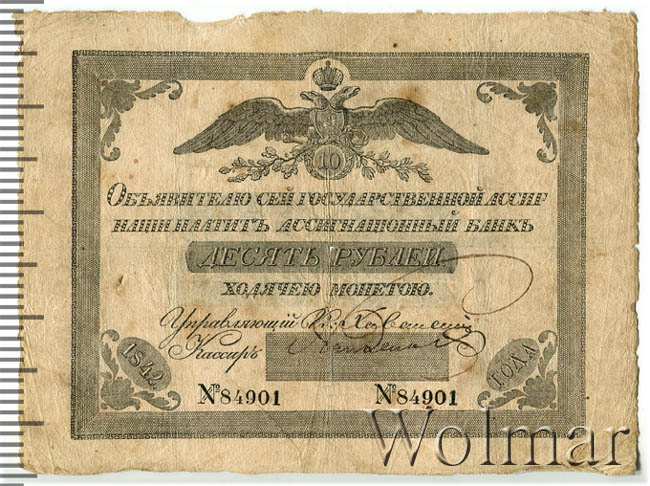 10
Объявителю сей государственной ассиг
нации платитъ ассигнаціонный банкъ
ДЕСЯТЬ РУБЛЕЙ.
ходячею монетою.
Управляющій
Кассиръ
1842 ГОДА
№84901 №84901
Wolmar